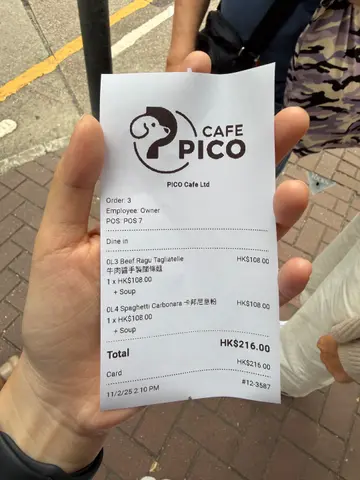 CAFE
PICO
PICO Cafe Ltd
Order: 3
Employee: Owner
POS: POS 7
Dine in
0L3 Beef Ragu Tagliatelle HK$108.00
牛肉醬手製闊條麵
1 x HK$108.00
+ Soup
0L4 Spaghetti Carbonara 卡邦尼意粉 HK$108.00
1 x HK$108.00
+ Soup
Total HK$216.00
Card HK$216.00
11/2/25 2:10 PM #12-3587